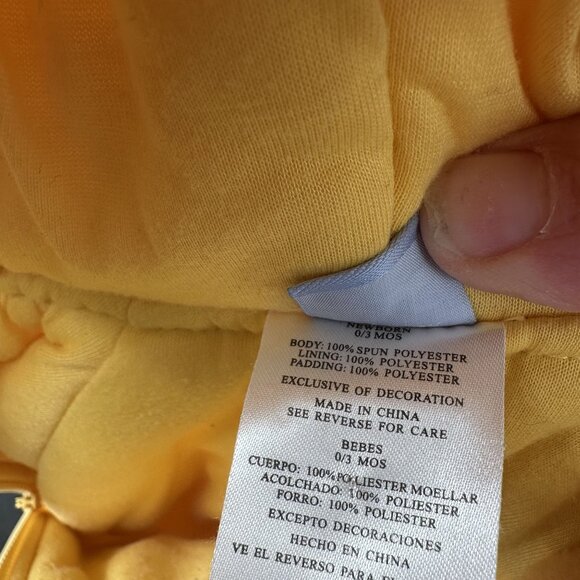 NEWBORN
0/3 MOS
BODY: 100% SPUN POLYESTER
LINING: 100% POLYESTER
PADDING: 100% POLYESTER
EXCLUSIVE OF DECORATION
MADE IN CHINA
SEE REVERSE FOR CARE
BEBES
0/3 MOS
CUERPO: 100% POLIESTER MOELLAR
ACOLCHADO: 100% POLIESTER
FORRO: 100% POLIESTER
EXCEPTO DECORACIONES
HECHO EN CHINA
VE EL REVERSO PARA